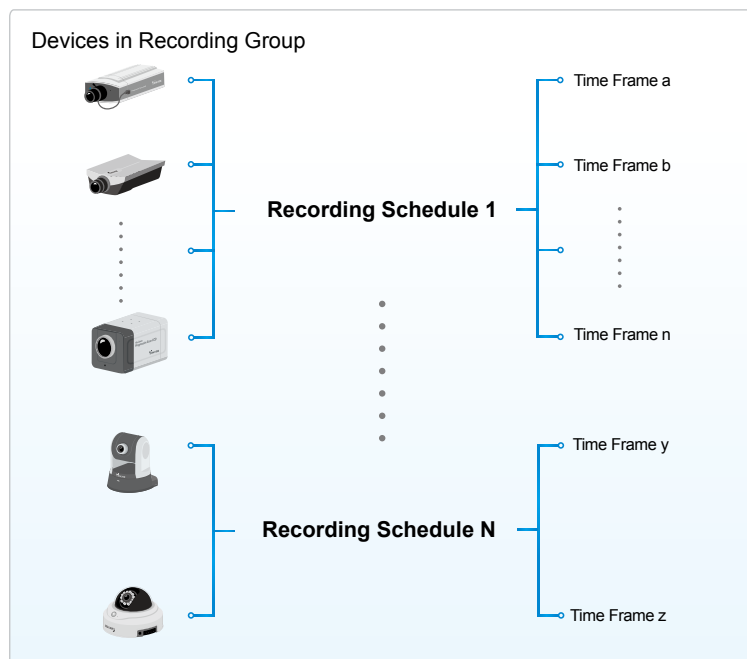 Devices in Recording Group
Time Frame a
Time Frame b
Recording Schedule 1
Time Frame n
Time Frame y
Recording Schedule N
Time Frame z